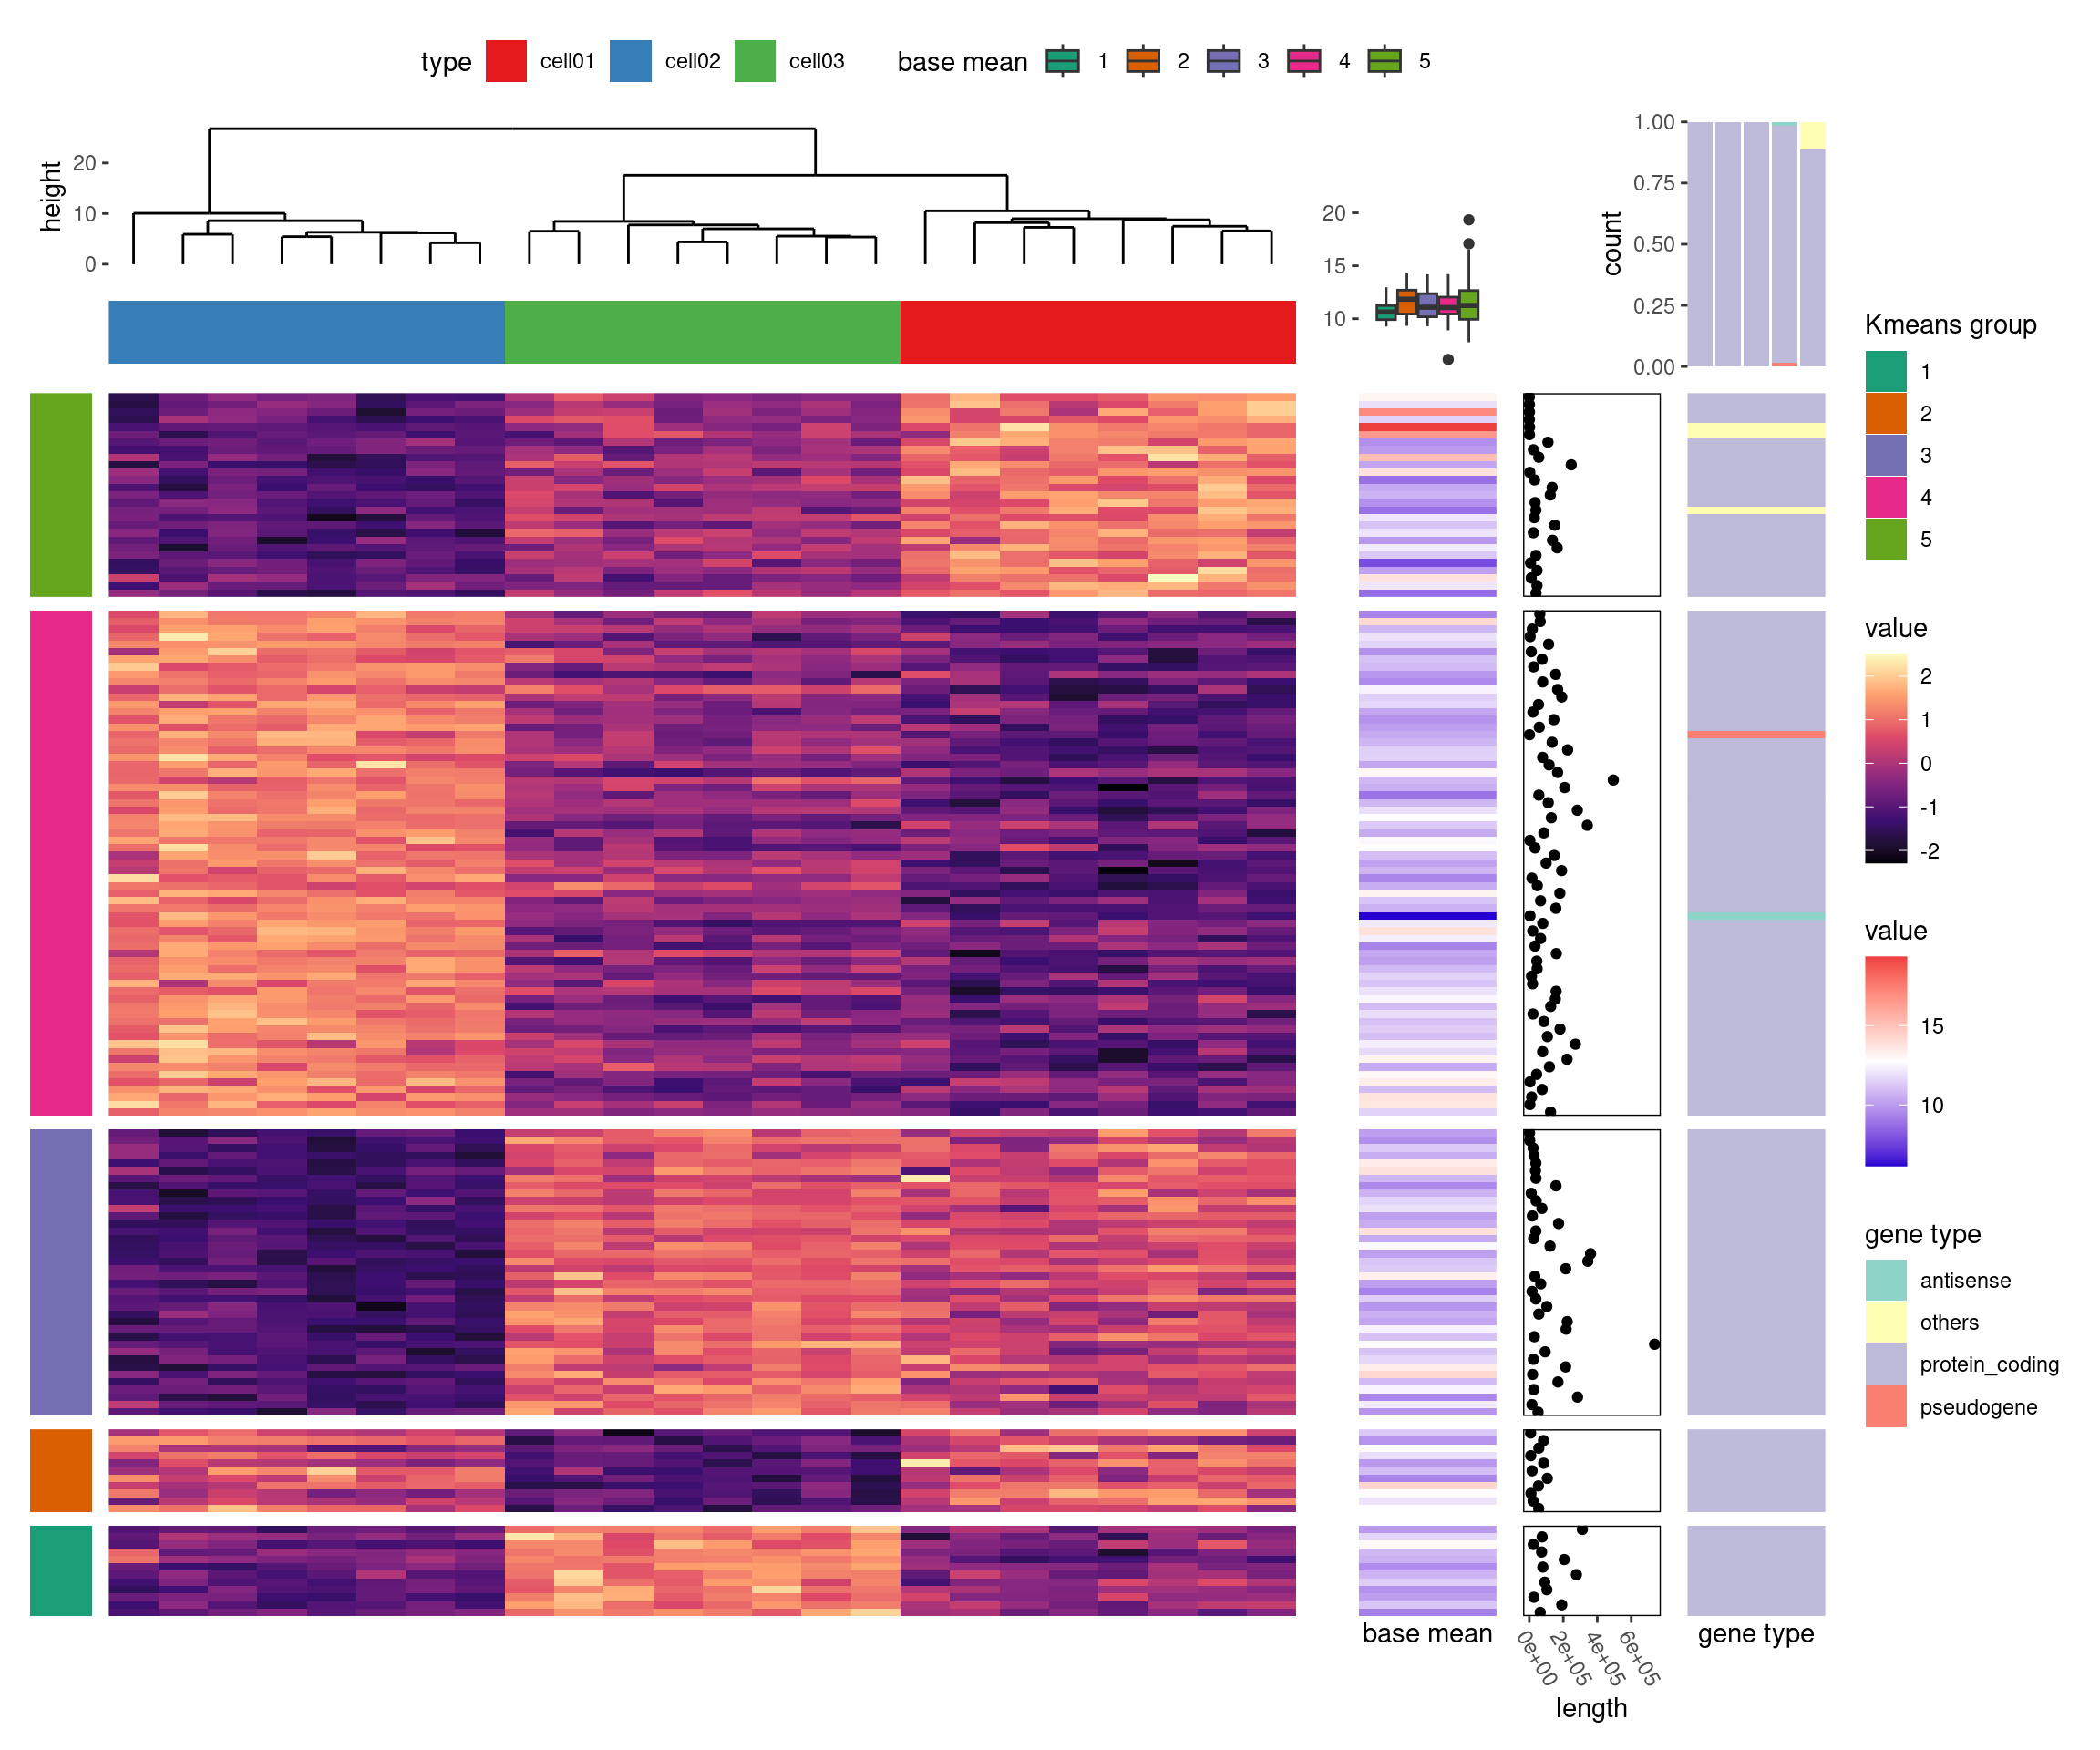 type cell01 cell02 cell03 base mean 1 2 3 4 5
height
20
10
0
20
15
10
count
1.00
0.75
0.50
0.25
0.00
Kmeans group
1
2
3
4
5
value
2
1
0
-1
-2
value
15
10
gene type
antisense
others
protein_coding
pseudogene
base mean
0e+00 2e+05 4e+05 6e+05
length
gene type